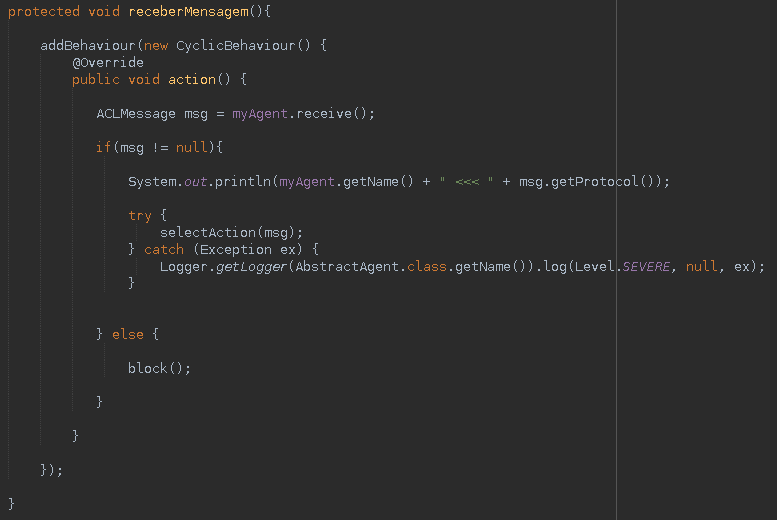 protected void receberMensagem(){
addBehaviour(new CyclicBehaviour() {
@Override
public void action() {
ACLMessage msg = myAgent.receive();
if(msg != null){
System.out.println(myAgent.getName() + " <<< " + msg.getProtocol());
try {
selectAction(msg);
} catch (Exception ex) {
Logger.getLogger(AbstractAgent.class.getName()).log(Level.SEVERE, null, ex);
}
} else {
block();
}
}
});
}